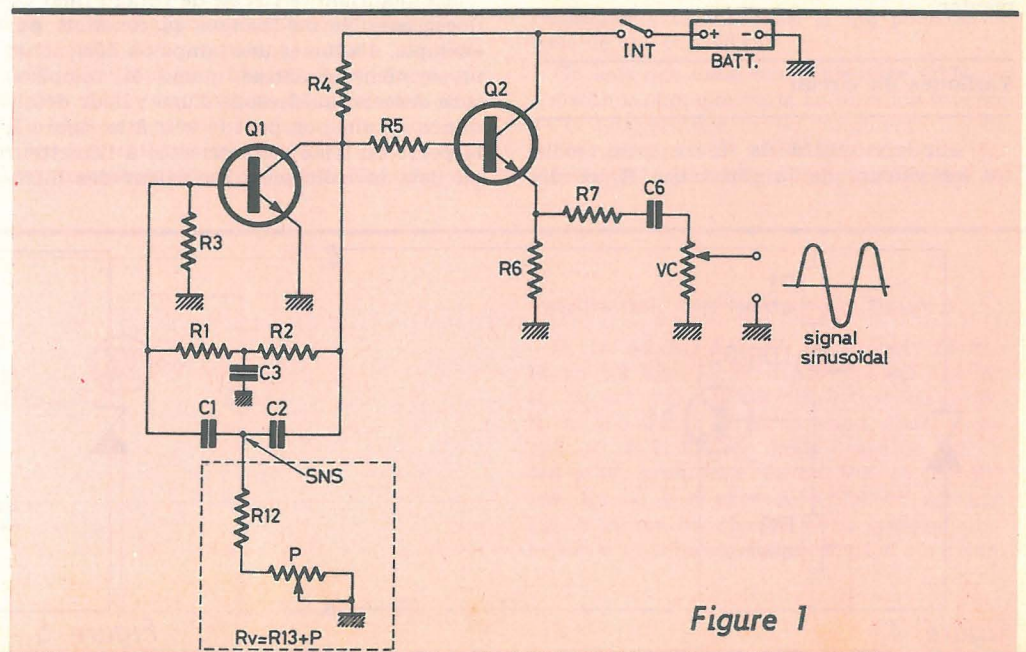 INT
BATT.
+ -
R4
Q2
Q1
R5
R7
C6
R3
R6
VC
signal
sinusoïdal
R1
R2
C3
C1
C2
SNS
R12
P
Rv=R13+P
Figure 1